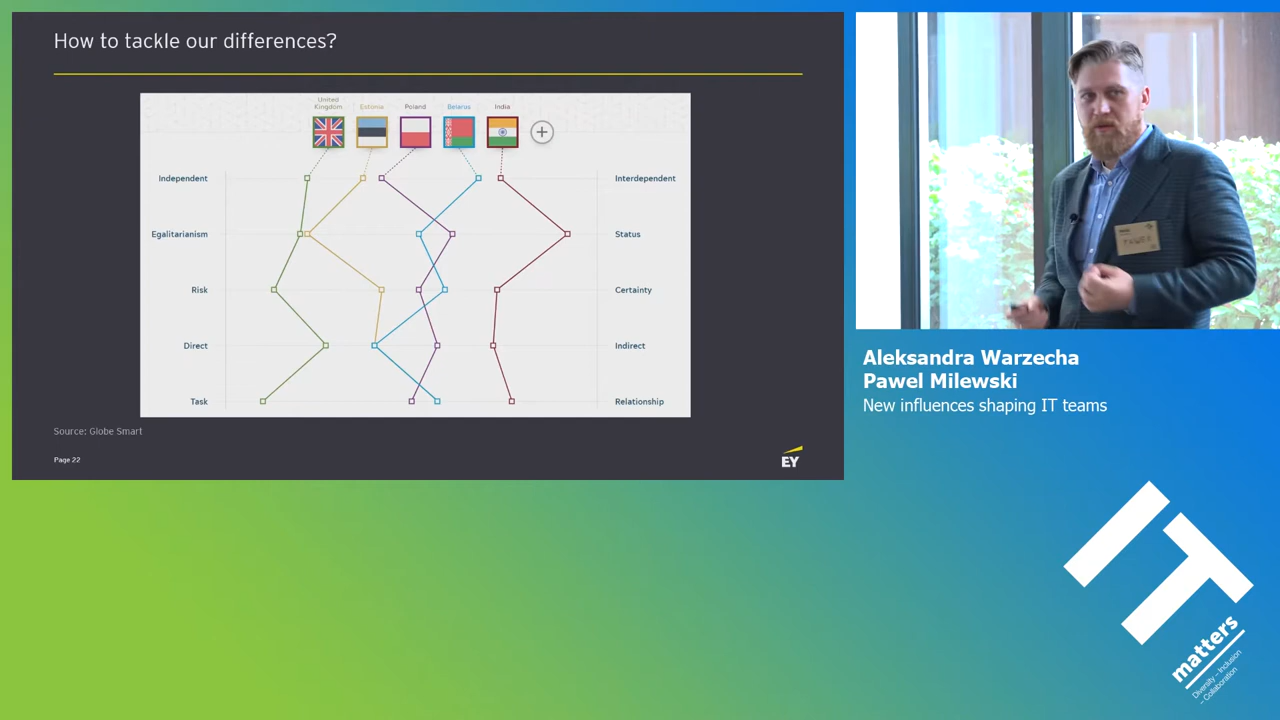 How to tackle our differences?
United
Kingdom
Estonia
Poland
Belarus
India
Independent
Interdependent
Egalitarianism
Status
Risk
Certainty
Direct
Indirect
Task
Relationship
Source: Globe Smart
Page 22
EY
Aleksandra Warzecha
Pawel Milewski
New influences shaping IT teams
IT
matters
Diversity – Inclusion
– Collaboration